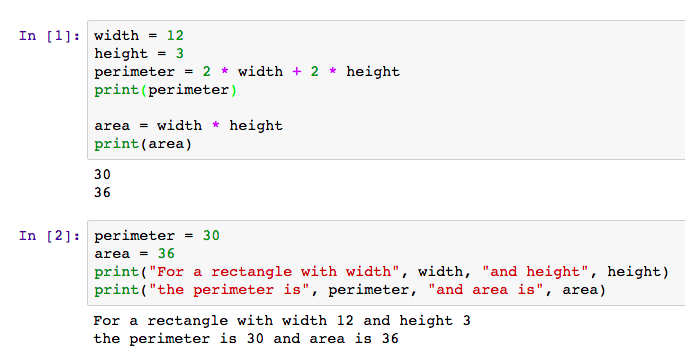 In [1]: width = 12
height = 3
perimeter = 2 * width + 2 * height
print(perimeter)
area = width * height
print(area)
30
36
In [2]: perimeter = 30
area = 36
print("For a rectangle with width", width, "and height", height)
print("the perimeter is", perimeter, "and area is", area)
For a rectangle with width 12 and height 3
the perimeter is 30 and area is 36